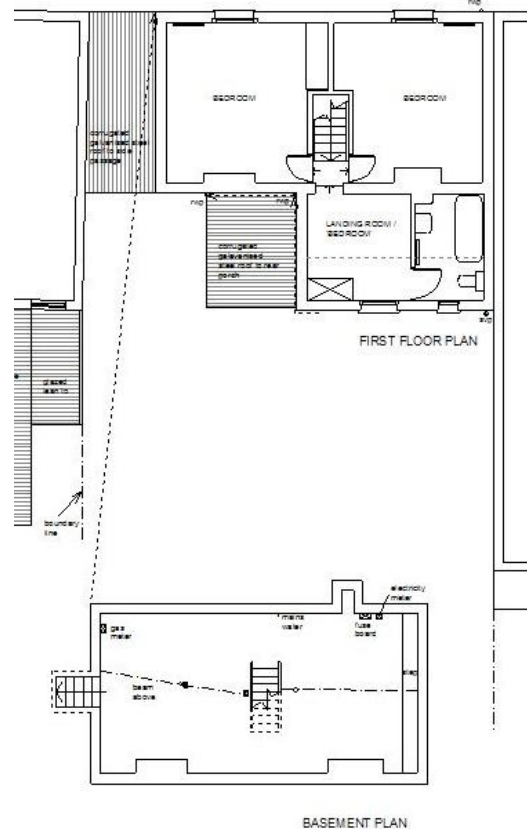 rwp
BEDROOM
BEDROOM
corrugated
galvanised steel
roof to side
passage
rwp
rwp
LANDING ROOM /
BEDROOM
corrugated
galvanised
steel roof to rear
porch
svp
FIRST FLOOR PLAN
glazed
lean to
boundary
line
electricity
meter
gas
meter
mains
water
fuse
board
beam
above
BASEMENT PLAN